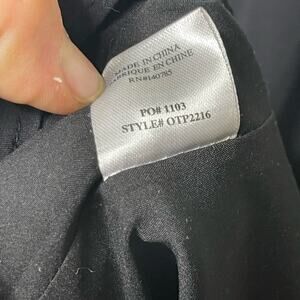 MADE IN CHINA
FABRIQUE EN CHINE
RN#140785
PO# 1103
STYLE# OTP2216